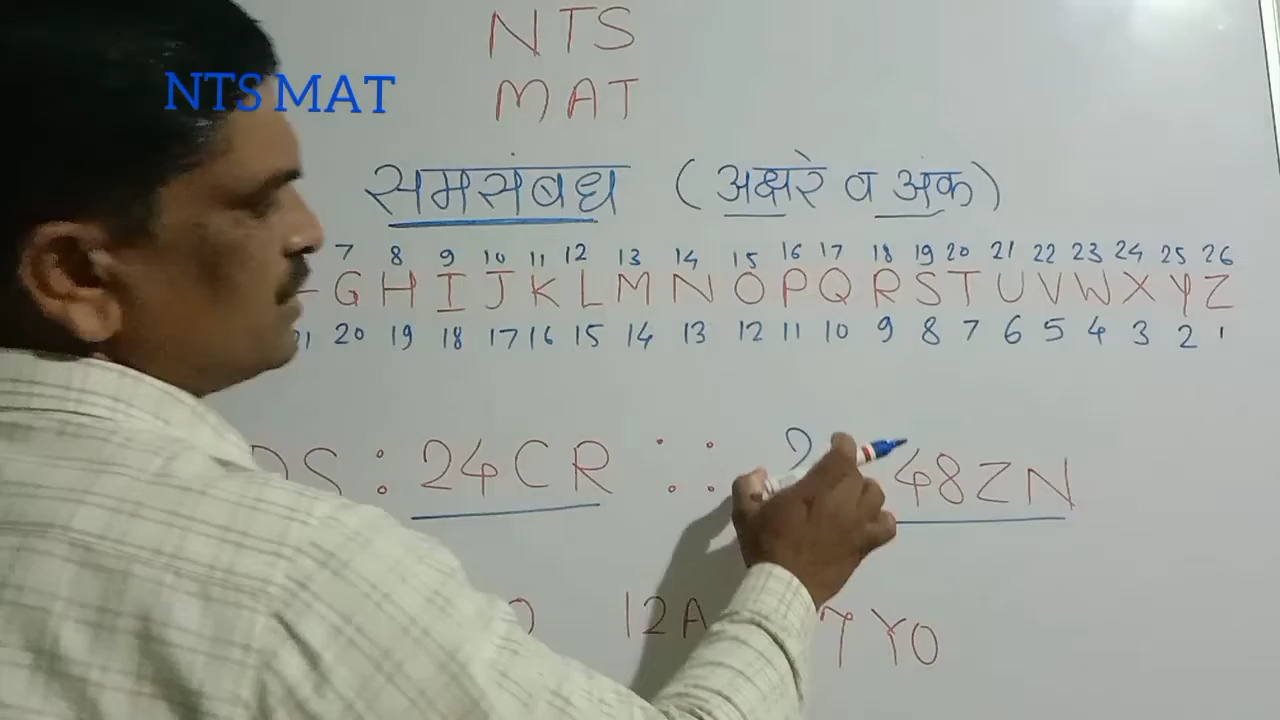 NTS
MAT
NTS MAT
समसंबध (अक्षरे व अंक)
7 8 9 10 11 12 13 14 15 16 17 18 19 20 21 22 23 24 25 26
G H I J K L M N O P Q R S T U V W X Y Z
20 19 18 17 16 15 14 13 12 11 10 9 8 7 6 5 4 3 2 1
S : 24CR :: 48ZN
12A 7YO